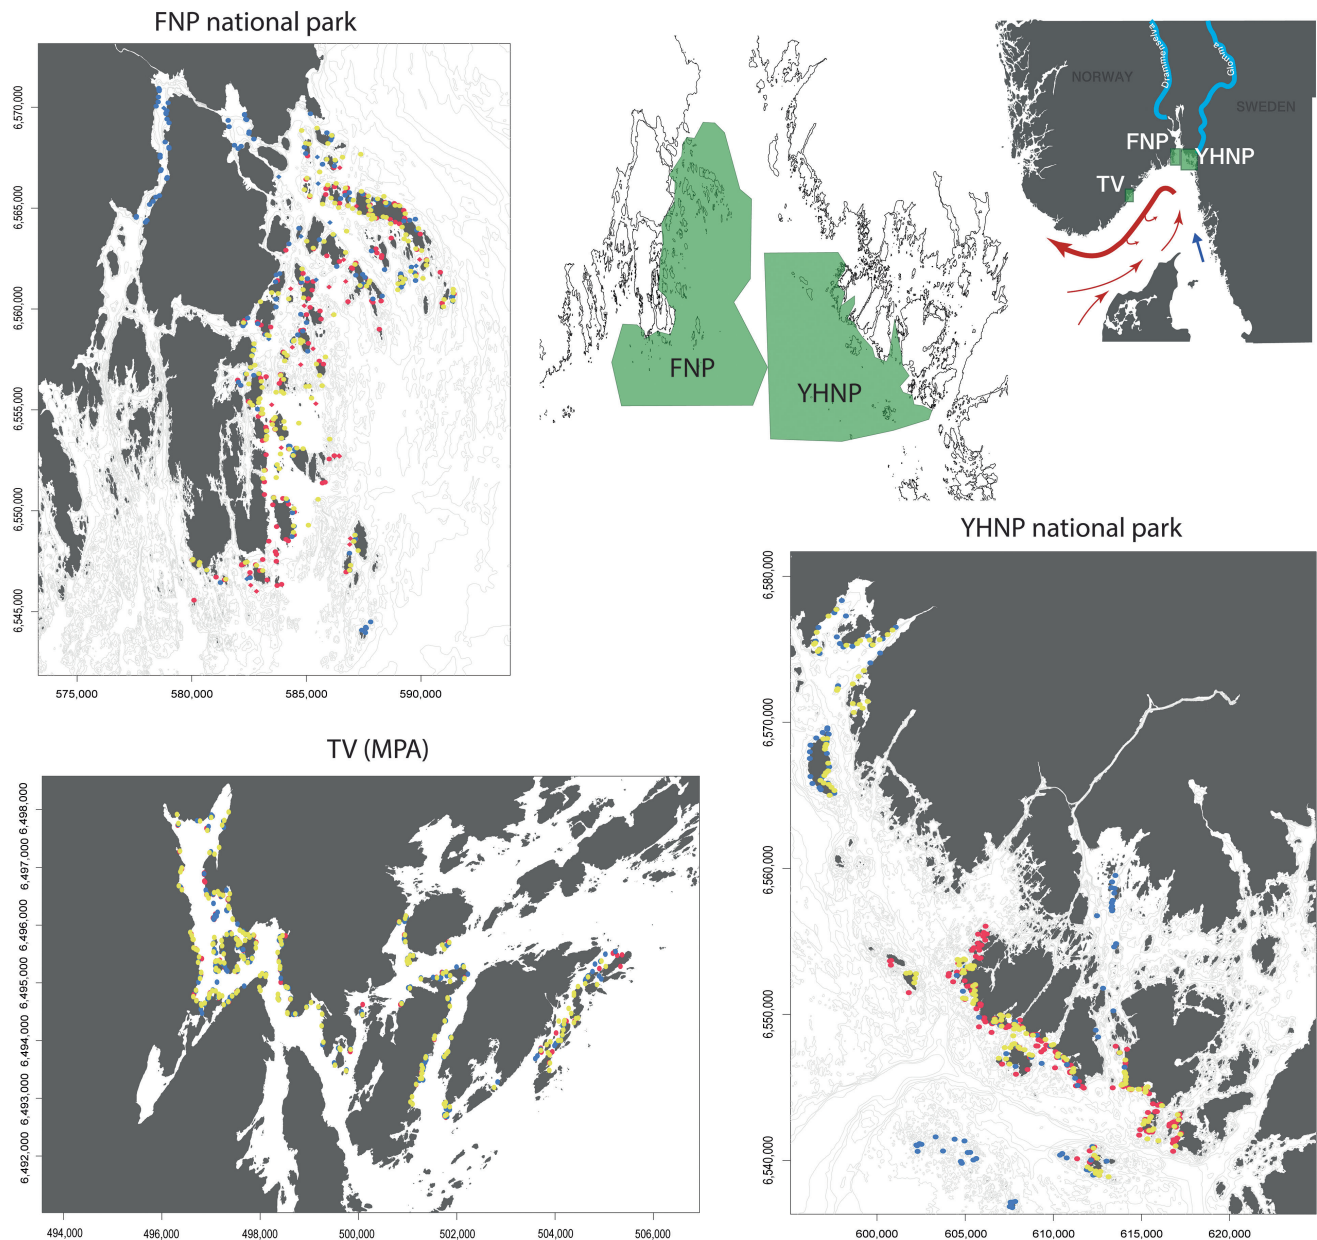 FNP national park
6,570,000
6,565,000
6,560,000
6,555,000
6,550,000
6,545,000
575,000
580,000
585,000
590,000
FNP
YHNP
Drammenselva
Glomma
NORWAY
SWEDEN
FNP
YHNP
TV
YHNP national park
6,580,000
6,570,000
6,560,000
6,550,000
6,540,000
600,000
605,000
610,000
615,000
620,000
TV (MPA)
6,498,000
6,497,000
6,496,000
6,495,000
6,494,000
6,493,000
6,492,000
494,000
496,000
498,000
500,000
502,000
504,000
506,000